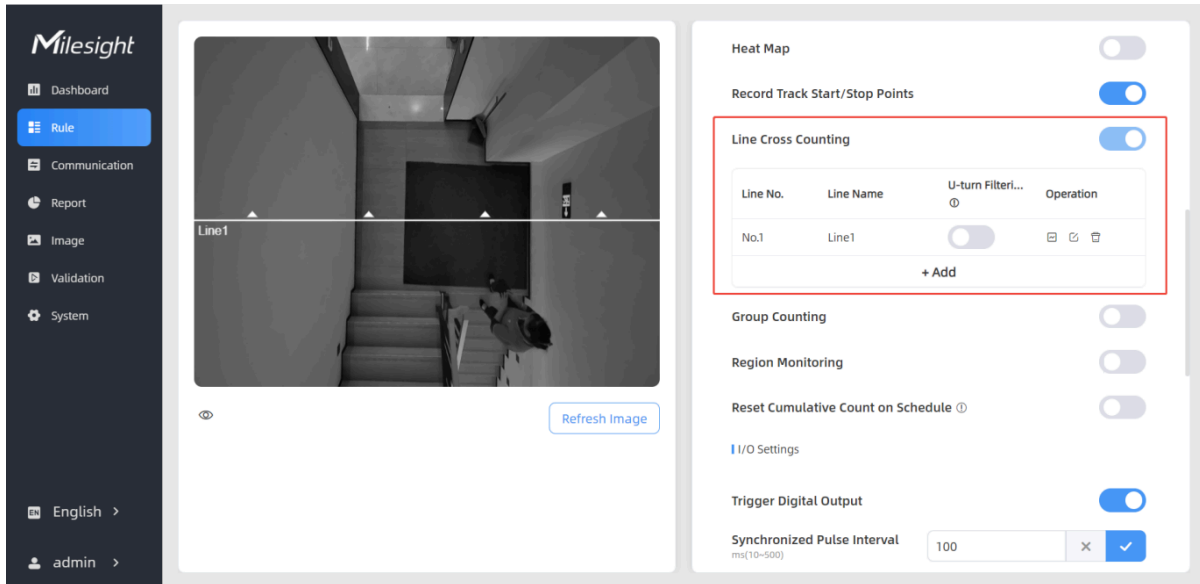 Milesight
Dashboard
Rule
Communication
Report
Image
Validation
System
EN English >
admin >
Line1
Refresh Image
Heat Map
Record Track Start/Stop Points
Line Cross Counting
Line No. Line Name U-turn Filteri... Operation
No.1 Line1
+ Add
Group Counting
Region Monitoring
Reset Cumulative Count on Schedule
I/O Settings
Trigger Digital Output
Synchronized Pulse Interval 100
ms(10~500)